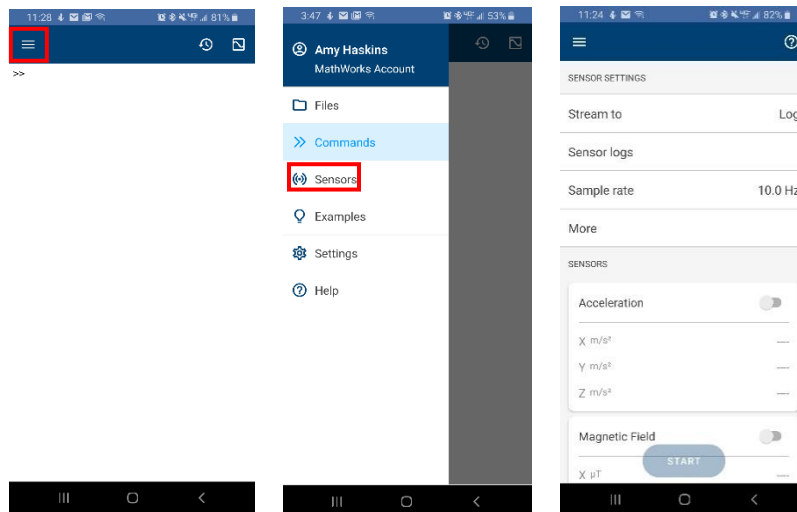 11:28
81%
>>
3:47
53%
Amy Haskins
MathWorks Account
Files
Commands
Sensors
Examples
Settings
Help
11:24
82%
SENSOR SETTINGS
Stream to Log
Sensor logs
Sample rate 10.0 Hz
More
SENSORS
Acceleration
X m/s² —
Y m/s² —
Z m/s² —
Magnetic Field
START
X μT —